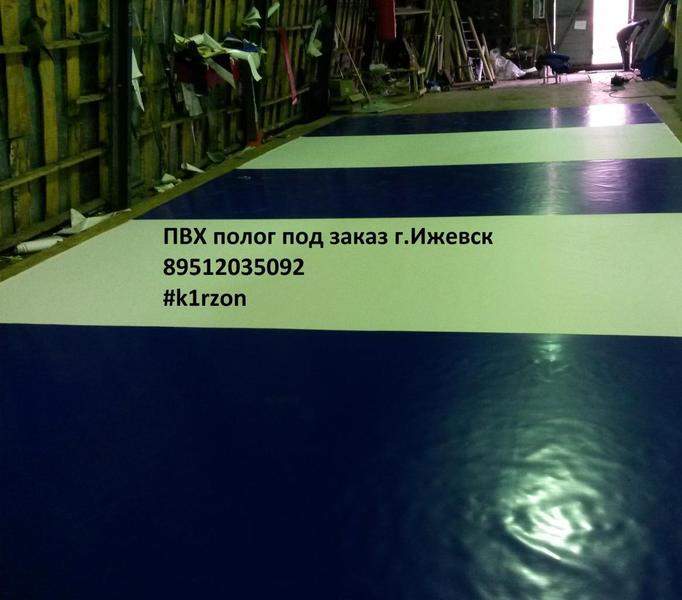 ПВХ полог под заказ г.Ижевск
89512035092
#k1rzon